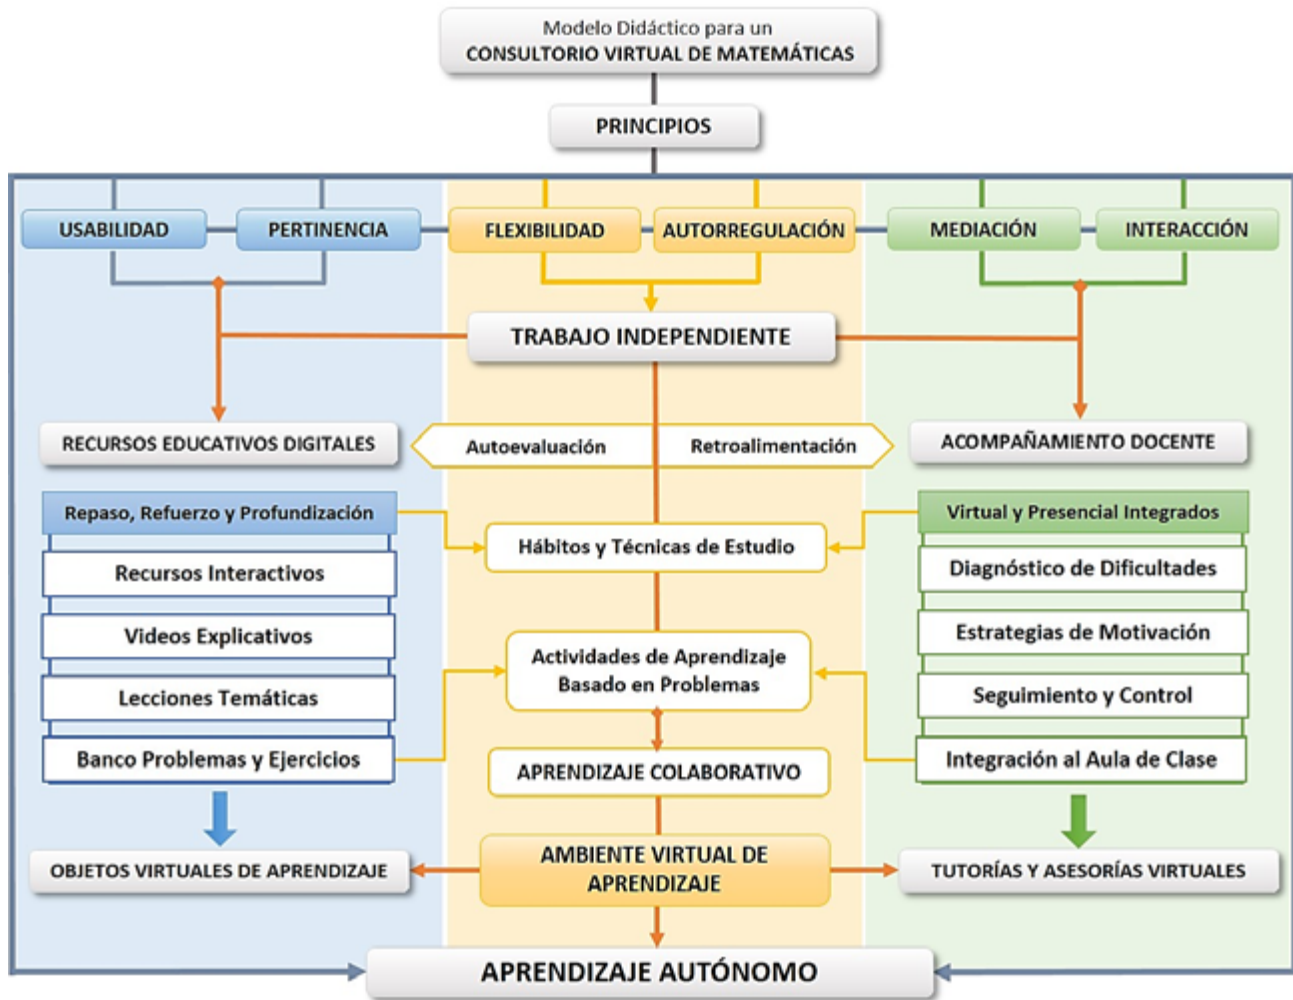 Modelo Didáctico para un
CONSULTORIO VIRTUAL DE MATEMÁTICAS
PRINCIPIOS
USABILIDAD
PERTINENCIA
FLEXIBILIDAD
AUTORREGULACIÓN
MEDIACIÓN
INTERACCIÓN
TRABAJO INDEPENDIENTE
RECURSOS EDUCATIVOS DIGITALES
Autoevaluación
Retroalimentación
ACOMPAÑAMIENTO DOCENTE
Repaso, Refuerzo y Profundización
Recursos Interactivos
Videos Explicativos
Lecciones Temáticas
Banco Problemas y Ejercicios
Hábitos y Técnicas de Estudio
Actividades de Aprendizaje
Basado en Problemas
APRENDIZAJE COLABORATIVO
Virtual y Presencial Integrados
Diagnóstico de Dificultades
Estrategias de Motivación
Seguimiento y Control
Integración al Aula de Clase
OBJETOS VIRTUALES DE APRENDIZAJE
AMBIENTE VIRTUAL DE
APRENDIZAJE
TUTORÍAS Y ASESORÍAS VIRTUALES
APRENDIZAJE AUTÓNOMO